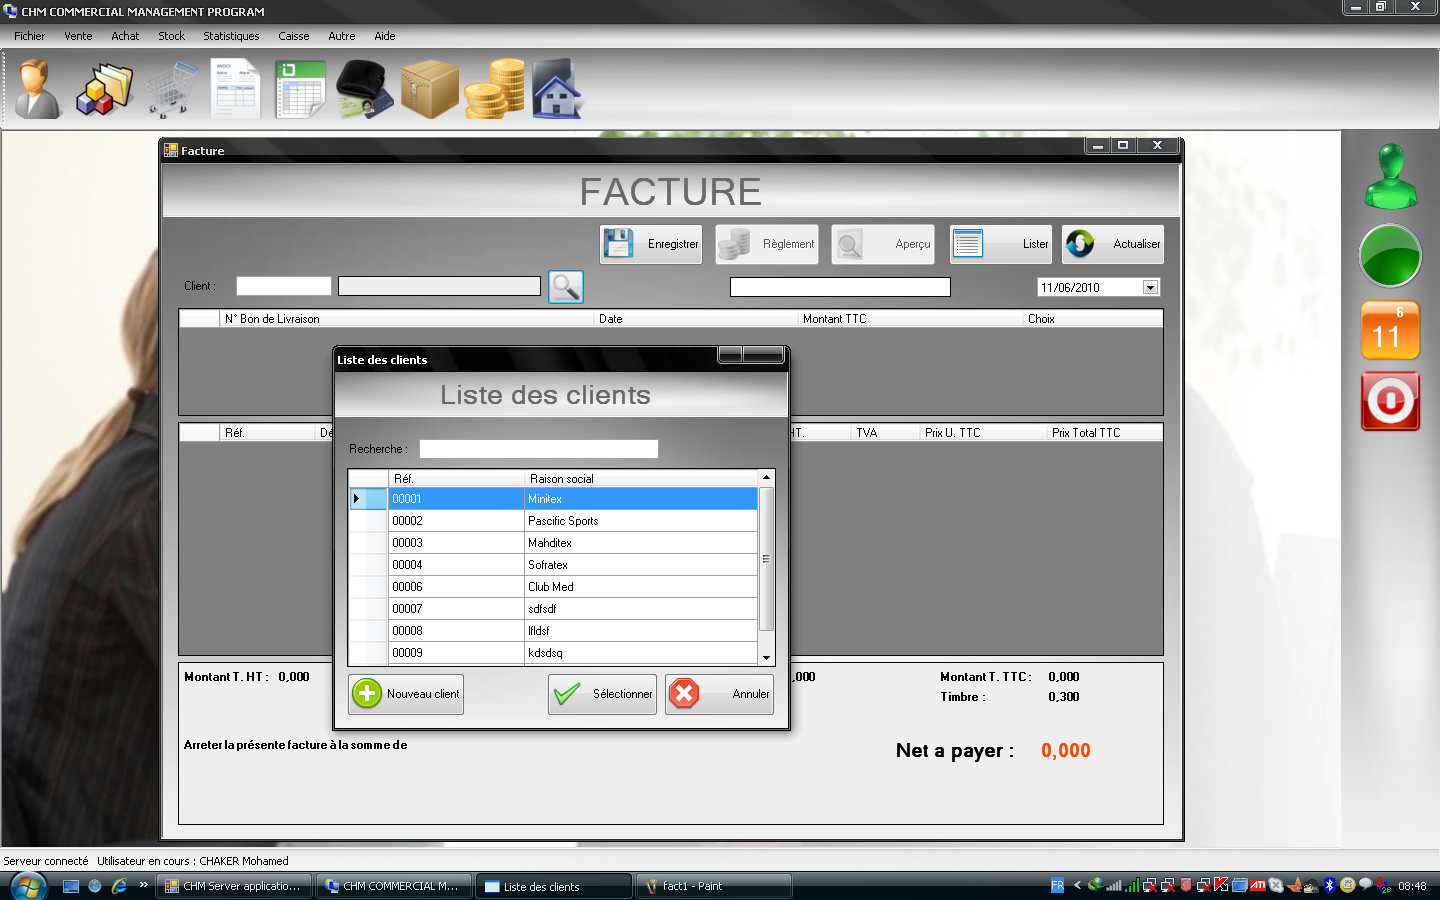 CHM COMMERCIAL MANAGEMENT PROGRAM
Fichier Vente Achat Stock Statistiques Caisse Autre Aide
Facture
FACTURE
Enregistrer Règlement Aperçu Lister Actualiser
Client : 11/06/2010
N° Bon de Livraison Date Montant TTC Choix
6
11
Liste des clients
Liste des clients
Réf. Dé HT. TVA Prix U. TTC Prix Total TTC
Recherche :
Réf. Raison social
00001 Minitex
00002 Pascific Sports
00003 Mahditex
00004 Sofratex
00006 Club Med
00007 sdfsdf
00008 lfldsf
00009 kdsdsq
Nouveau client Sélectionner Annuler
Montant T. HT : 0,000 ,000 Montant T. TTC : 0,000
Timbre : 0,300
Arreter la présente facture à la somme de
Net a payer : 0,000
Serveur connecté Utilisateur en cours : CHAKER Mohamed
CHM Server applicatio... CHM COMMERCIAL M... Liste des clients fact1 - Paint FR 08:48